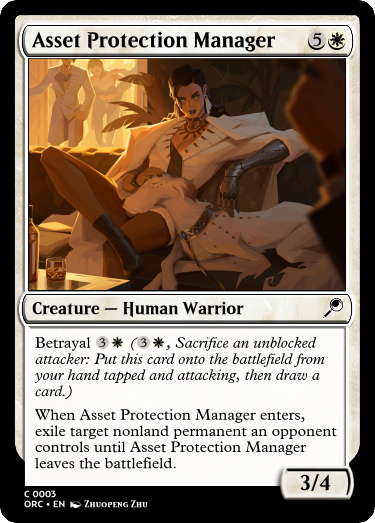 Asset Protection Manager 5
Creature — Human Warrior
Betrayal 3 (3, Sacrifice an unblocked
attacker: Put this card onto the battlefield from
your hand tapped and attacking, then draw a
card.)
When Asset Protection Manager enters,
exile target nonland permanent an opponent
controls until Asset Protection Manager
leaves the battlefield.
3/4
C 0003
ORC • EN Zhuopeng Zhu